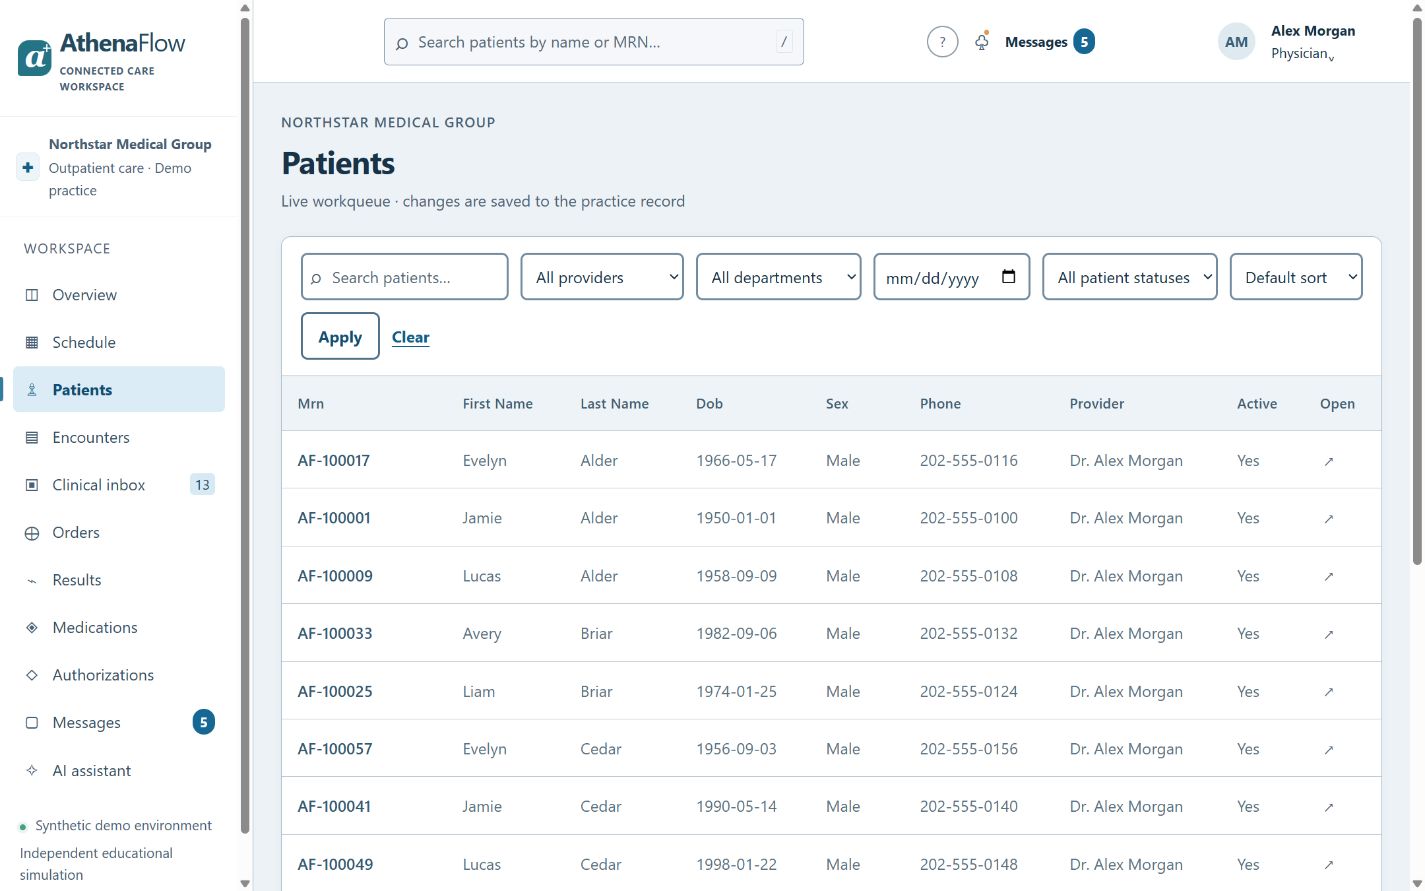 AthenaFlow
CONNECTED CARE
WORKSPACE
Search patients by name or MRN...
/
?
Messages 5
AM
Alex Morgan
Physician
Northstar Medical Group
Outpatient care · Demo
practice
WORKSPACE
Overview
Schedule
Patients
Encounters
Clinical inbox 13
Orders
Results
Medications
Authorizations
Messages 5
AI assistant
Synthetic demo environment
Independent educational
simulation
NORTHSTAR MEDICAL GROUP
Patients
Live workqueue · changes are saved to the practice record
Search patients... All providers All departments mm/dd/yyyy All patient statuses Default sort
Apply Clear
Mrn First Name Last Name Dob Sex Phone Provider Active Open
AF-100017 Evelyn Alder 1966-05-17 Male 202-555-0116 Dr. Alex Morgan Yes ↗
AF-100001 Jamie Alder 1950-01-01 Male 202-555-0100 Dr. Alex Morgan Yes ↗
AF-100009 Lucas Alder 1958-09-09 Male 202-555-0108 Dr. Alex Morgan Yes ↗
AF-100033 Avery Briar 1982-09-06 Male 202-555-0132 Dr. Alex Morgan Yes ↗
AF-100025 Liam Briar 1974-01-25 Male 202-555-0124 Dr. Alex Morgan Yes ↗
AF-100057 Evelyn Cedar 1956-09-03 Male 202-555-0156 Dr. Alex Morgan Yes ↗
AF-100041 Jamie Cedar 1990-05-14 Male 202-555-0140 Dr. Alex Morgan Yes ↗
AF-100049 Lucas Cedar 1998-01-22 Male 202-555-0148 Dr. Alex Morgan Yes ↗